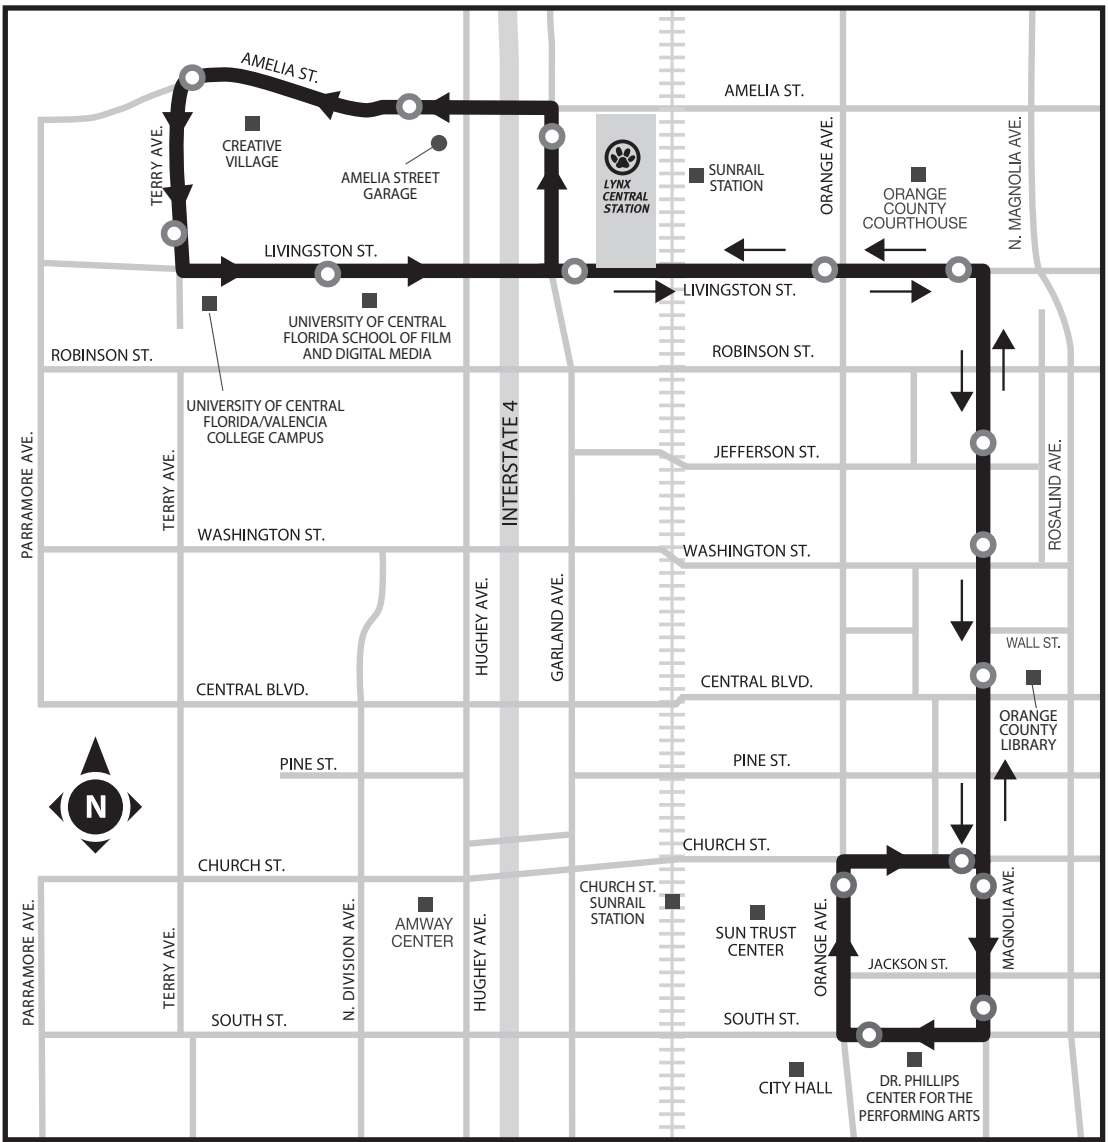 AMELIA ST.
AMELIA ST.
CREATIVE
VILLAGE
AMELIA STREET
GARAGE
TERRY AVE.
LYNX
CENTRAL
STATION
SUNRAIL
STATION
ORANGE AVE.
ORANGE
COUNTY
COURTHOUSE
N. MAGNOLIA AVE.
LIVINGSTON ST.
LIVINGSTON ST.
UNIVERSITY OF CENTRAL
FLORIDA SCHOOL OF FILM
AND DIGITAL MEDIA
ROBINSON ST.
ROBINSON ST.
UNIVERSITY OF CENTRAL
FLORIDA/VALENCIA
COLLEGE CAMPUS
INTERSTATE 4
PARRAMORE AVE.
TERRY AVE.
JEFFERSON ST.
ROSALIND AVE.
WASHINGTON ST.
WASHINGTON ST.
HUGHEY AVE.
GARLAND AVE.
WALL ST.
CENTRAL BLVD.
CENTRAL BLVD.
ORANGE
COUNTY
LIBRARY
PINE ST.
PINE ST.
N
CHURCH ST.
CHURCH ST.
PARRAMORE AVE.
TERRY AVE.
N. DIVISION AVE.
AMWAY
CENTER
HUGHEY AVE.
CHURCH ST.
SUNRAIL
STATION
SUN TRUST
CENTER
ORANGE AVE.
MAGNOLIA AVE.
JACKSON ST.
SOUTH ST.
SOUTH ST.
CITY HALL
DR. PHILLIPS
CENTER FOR THE
PERFORMING ARTS